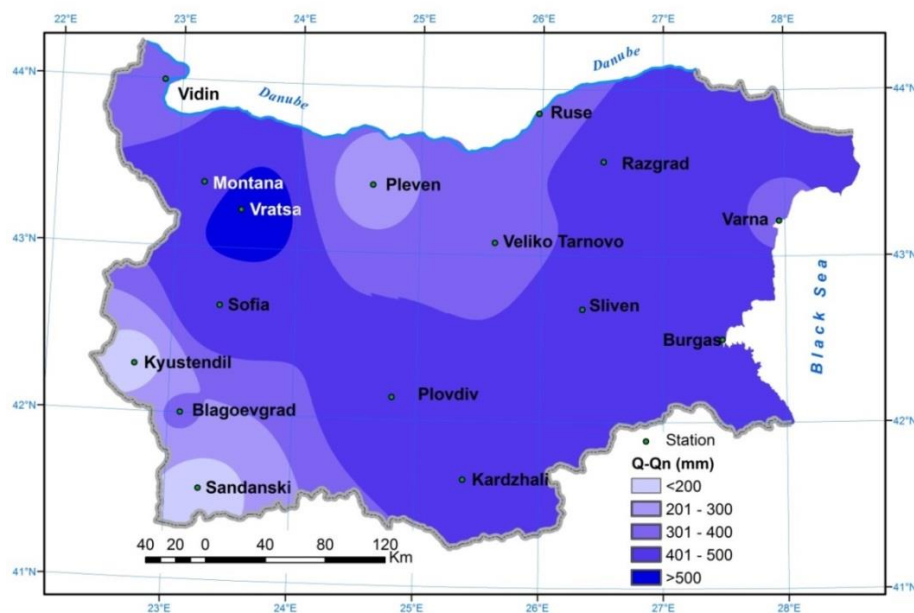 22°E 23°E 24°E 25°E 26°E 27°E 28°E
44°N
44°N
Danube
Danube
Vidin
Ruse
Razgrad
Montana
Pleven
Vratsa
Varna
43°N
43°N
Veliko Tarnovo
Sofia
Sliven
Black Sea
Burgas
Kyustendil
Plovdiv
Blagoevgrad
42°N
42°N
Station
Q-Qn (mm)
Kardzhali
Sandanski
<200
201 - 300
301 - 400
401 - 500
>500
40 20 0 40 80 120
Km
41°N
41°N
23°E 24°E 25°E 26°E 27°E 28°E